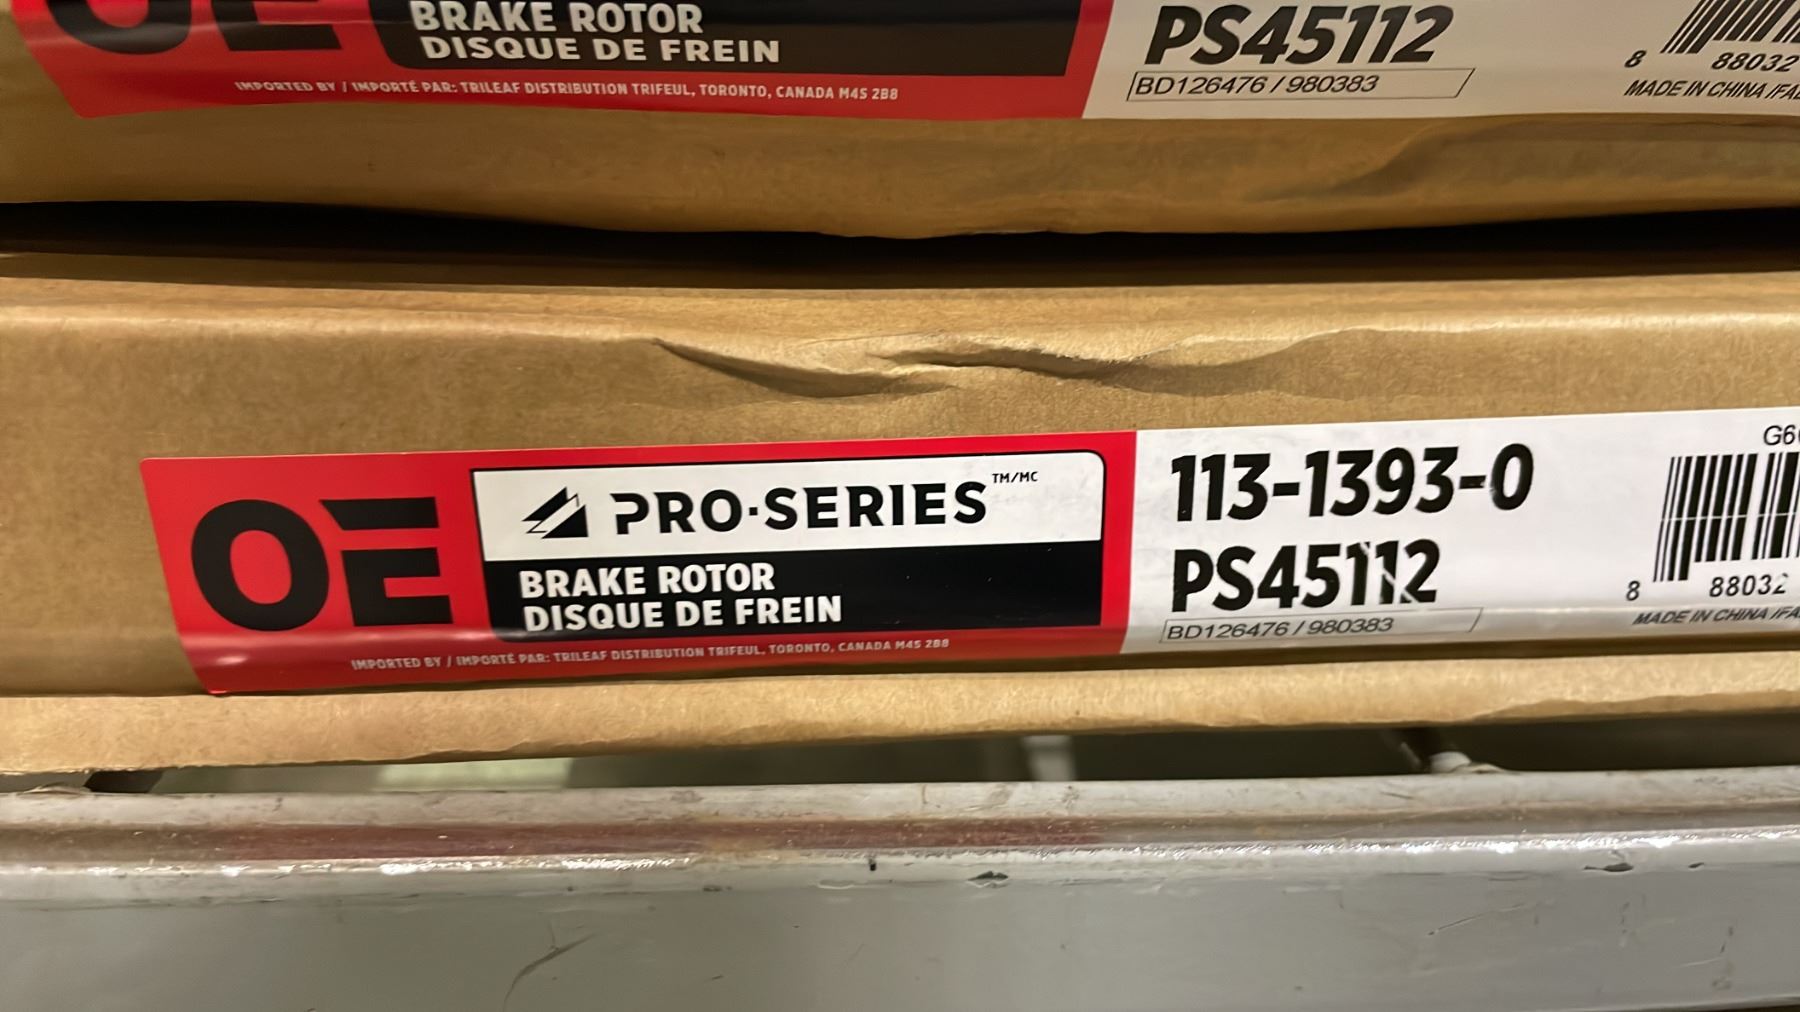 OE
BRAKE ROTOR
DISQUE DE FREIN
IMPORTED BY / IMPORTÉ PAR: TRILEAF DISTRIBUTION TRIFEUL, TORONTO, CANADA M4S 2B8
PS45112
BD126476 / 980383
8 88032
MADE IN CHINA /FA
OE
PRO·SERIES TM/MC
BRAKE ROTOR
DISQUE DE FREIN
IMPORTED BY / IMPORTÉ PAR: TRILEAF DISTRIBUTION TRIFEUL, TORONTO, CANADA M4S 2B8
113-1393-0
PS45112
BD126476 / 980383
G6
8 88032
MADE IN CHINA /FA